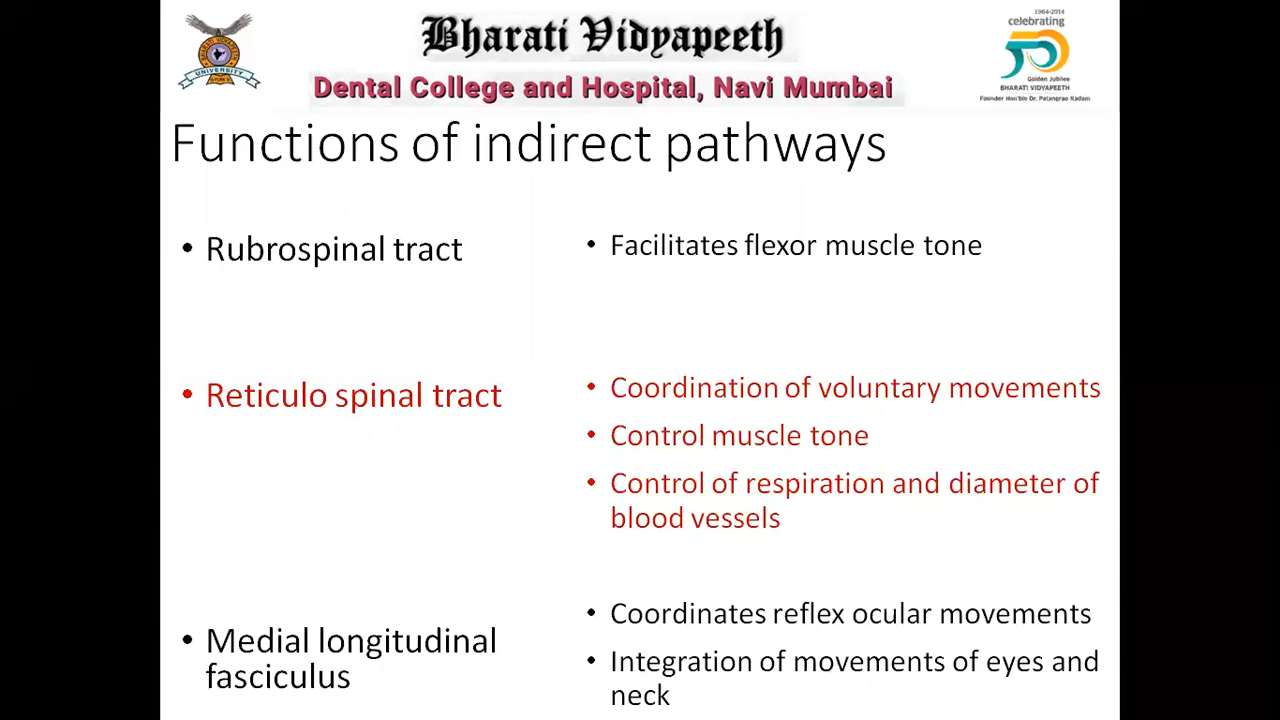 1964-2014
celebrating
Bharati Vidyapeeth
Dental College and Hospital, Navi Mumbai
Golden Jubilee
BHARATI VIDYAPEETH
Founder Hon'ble Dr. Patangrao Kadam
UNIVERSITY
Functions of indirect pathways
• Rubrospinal tract
• Facilitates flexor muscle tone
• Reticulo spinal tract
• Coordination of voluntary movements
• Control muscle tone
• Control of respiration and diameter of
blood vessels
• Medial longitudinal
fasciculus
• Coordinates reflex ocular movements
• Integration of movements of eyes and
neck